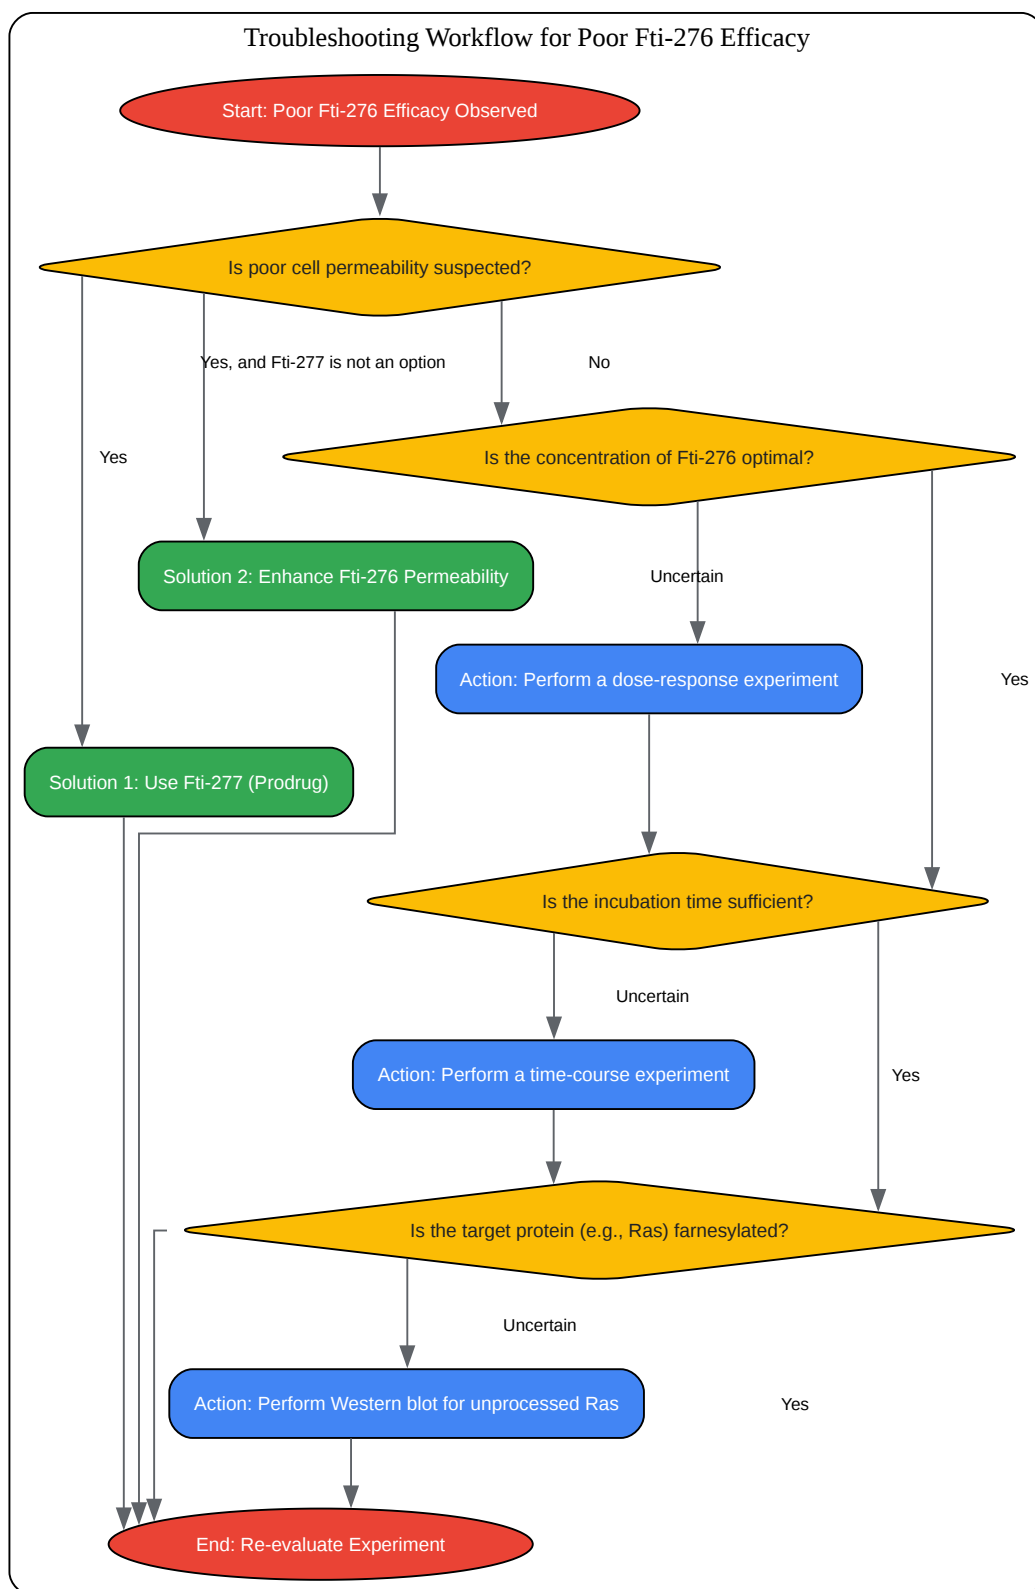 Troubleshooting Workflow for Poor Fti-276 Efficacy
Start: Poor Fti-276 Efficacy Observed
Is poor cell permeability suspected?
Yes, and Fti-277 is not an option
No
Yes
Is the concentration of Fti-276 optimal?
Solution 2: Enhance Fti-276 Permeability
Uncertain
Action: Perform a dose-response experiment
Yes
Solution 1: Use Fti-277 (Prodrug)
Is the incubation time sufficient?
Uncertain
Action: Perform a time-course experiment
Yes
Is the target protein (e.g., Ras) farnesylated?
Uncertain
Action: Perform Western blot for unprocessed Ras
Yes
End: Re-evaluate Experiment